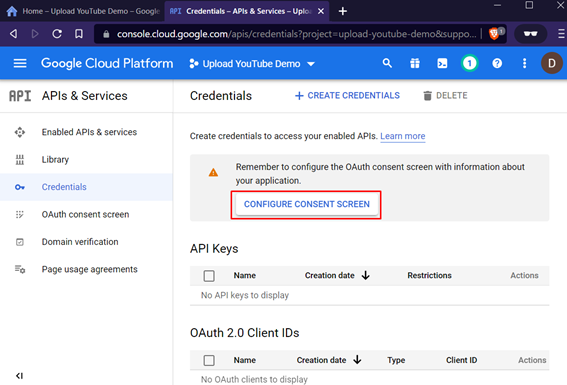 Home – Upload YouTube Demo – Google
API Credentials – APIs & Services – Uploa
console.cloud.google.com/apis/credentials?project=upload-youtube-demo&suppo...
Google Cloud Platform
Upload YouTube Demo
1
D
API APIs & Services
Credentials
+ CREATE CREDENTIALS
DELETE
Enabled APIs & services
Library
Credentials
OAuth consent screen
Domain verification
Page usage agreements
Create credentials to access your enabled APIs. Learn more
Remember to configure the OAuth consent screen with information about
your application.
CONFIGURE CONSENT SCREEN
API Keys
Name Creation date Restrictions Actions
No API keys to display
OAuth 2.0 Client IDs
Name Creation date Type Client ID Actions
No OAuth clients to display